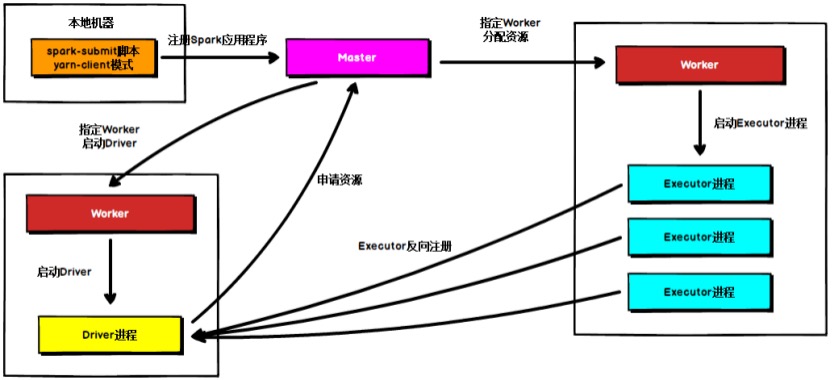 本地机器
spark-submit脚本
yarn-client模式
注册Spark应用程序
Master
指定Worker
分配资源
Worker
启动Executor进程
指定Worker
启动Driver
申请资源
Executor进程
Worker
Executor进程
Executor反向注册
启动Driver
Executor进程
Driver进程